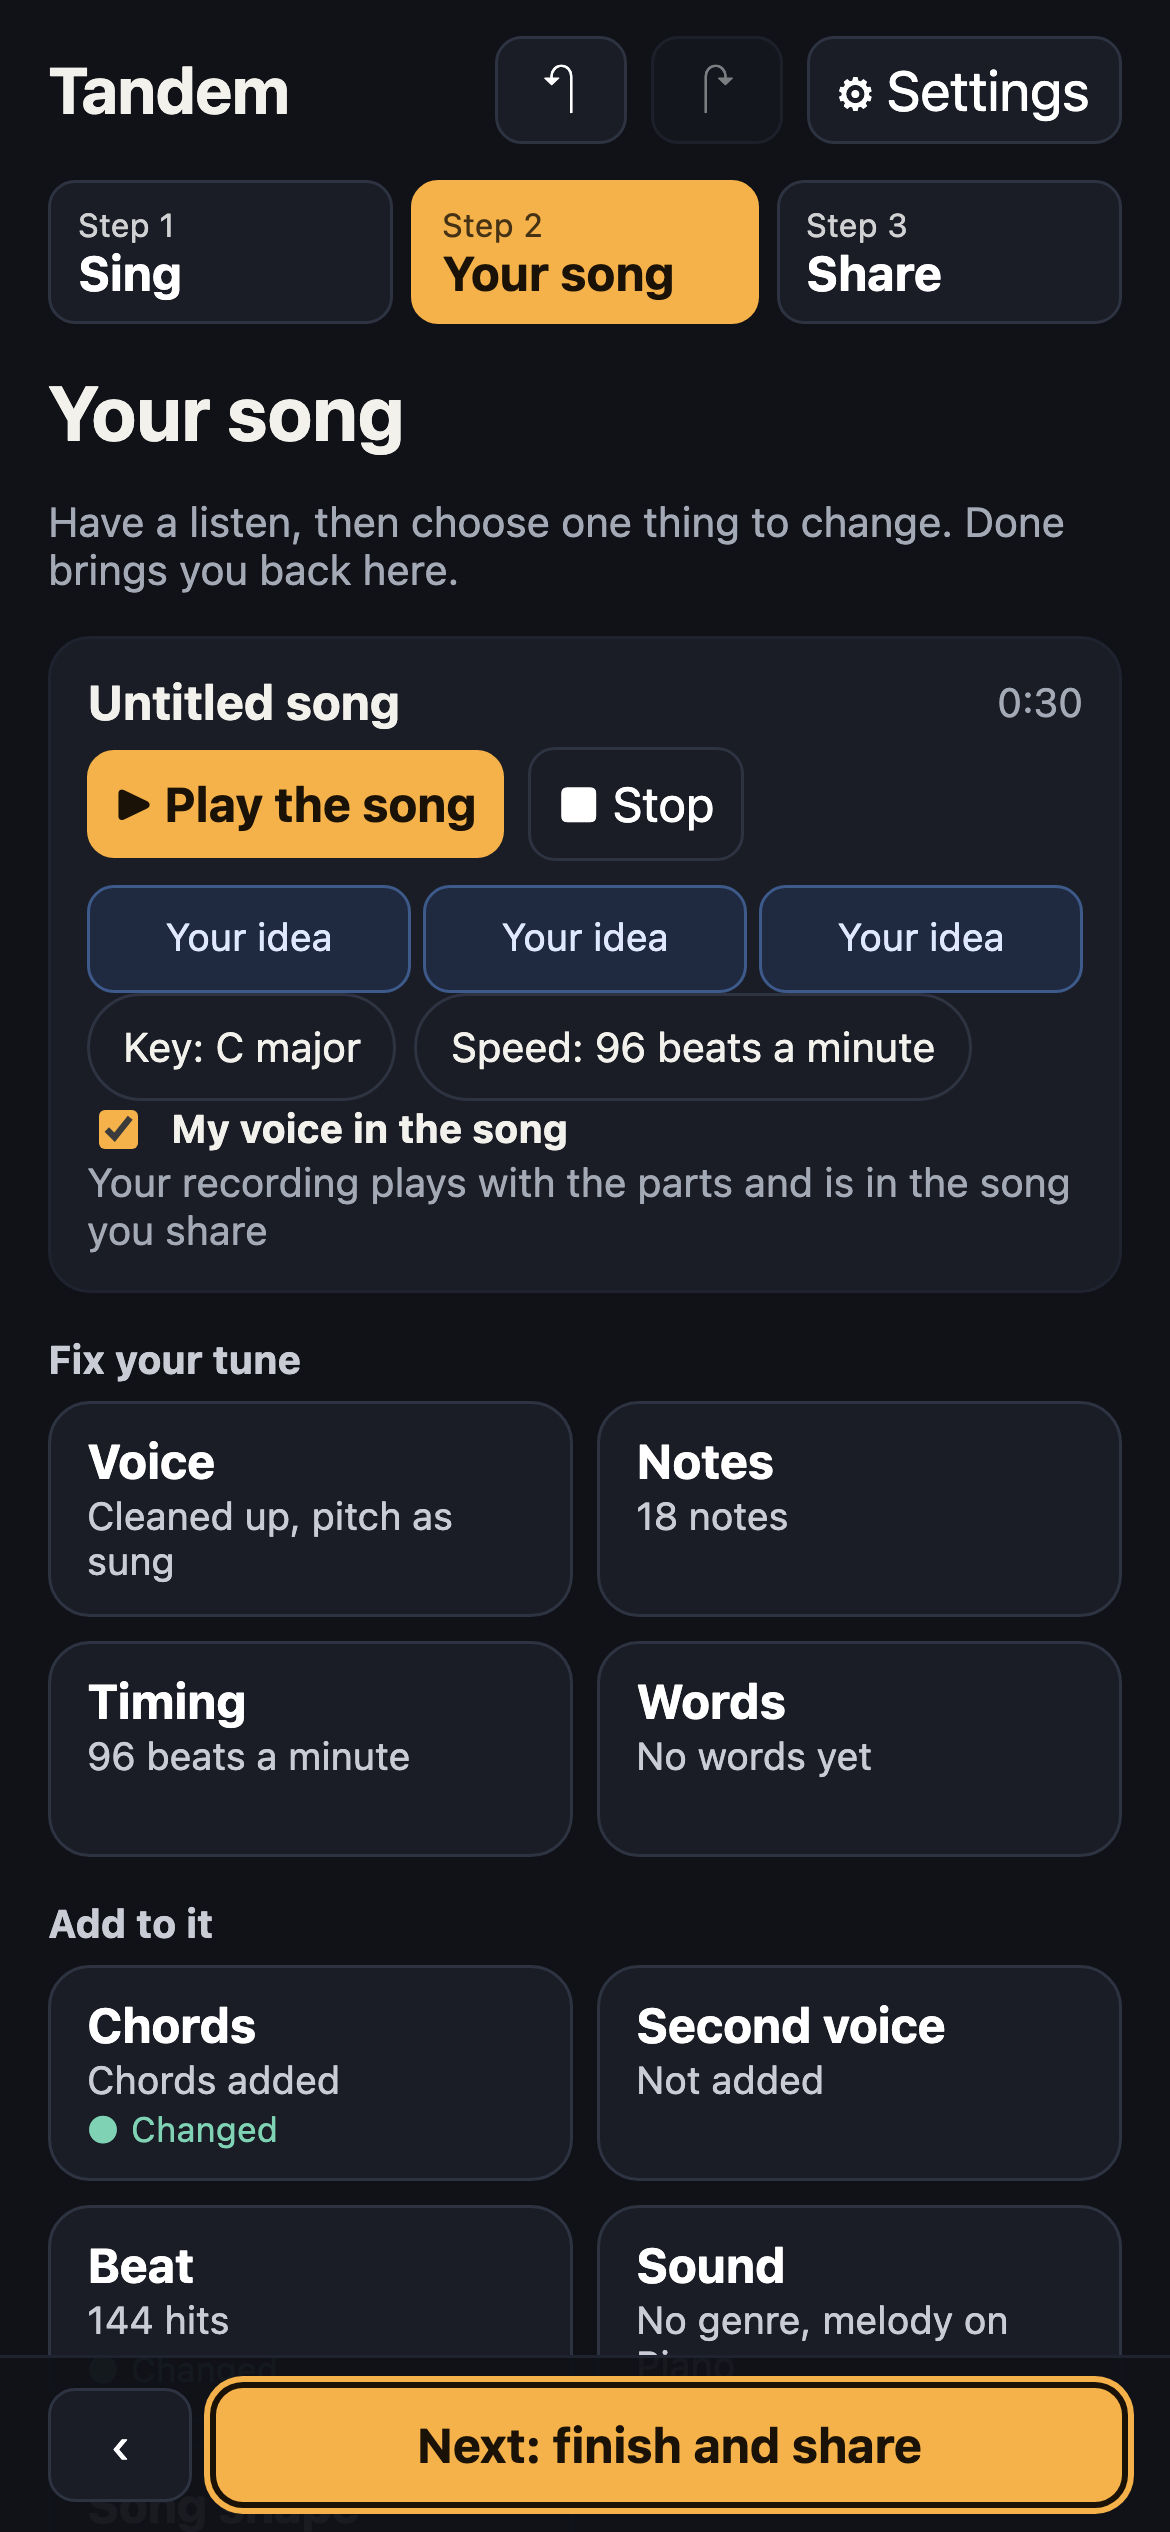 Tandem
⚙ Settings
Step 1
Sing
Step 2
Your song
Step 3
Share
Your song
Have a listen, then choose one thing to change. Done
brings you back here.
Untitled song
0:30
Play the song
Stop
Your idea
Your idea
Your idea
Key: C major
Speed: 96 beats a minute
My voice in the song
Your recording plays with the parts and is in the song
you share
Fix your tune
Voice
Cleaned up, pitch as
sung
Notes
18 notes
Timing
96 beats a minute
Words
No words yet
Add to it
Chords
Chords added
Changed
Second voice
Not added
Beat
144 hits
Changed
Sound
No genre, melody on
Piano
‹
Next: finish and share
Song shape